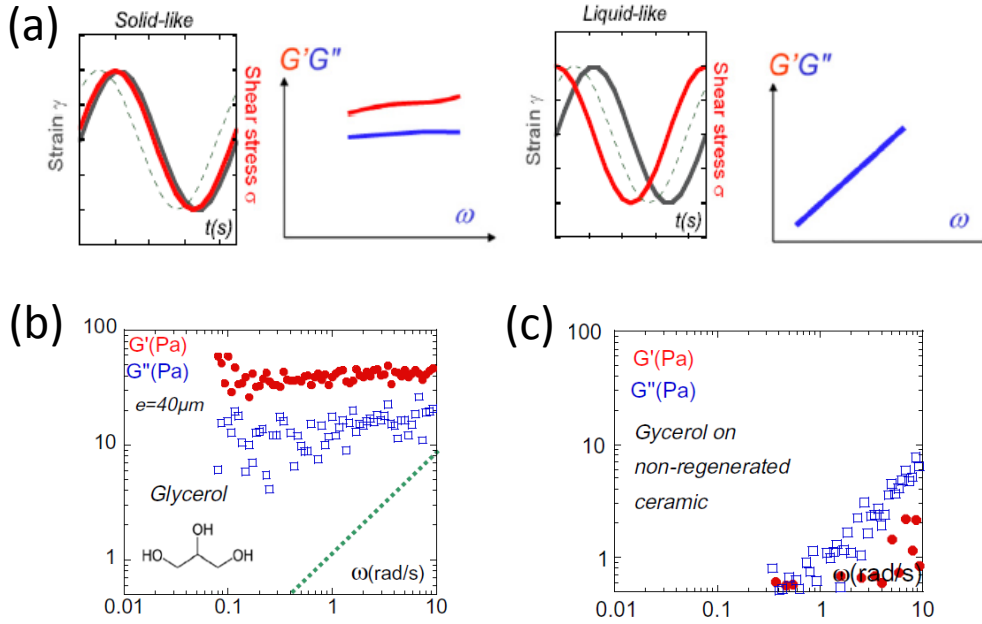 (a)
Solid-like
Strain γ
Shear stress σ
t(s)
G'G"
ω
Liquid-like
Strain γ
Shear stress σ
t(s)
G'G"
ω
(b)
100
10
1
G'(Pa)
G"(Pa)
e=40μm
Glycerol
OH
HO
OH
ω(rad/s)
0.01
0.1
1
10
(c)
100
10
1
G'(Pa)
G"(Pa)
Gycerol on
non-regenerated
ceramic
ω(rad/s)
0.01
0.1
1
10